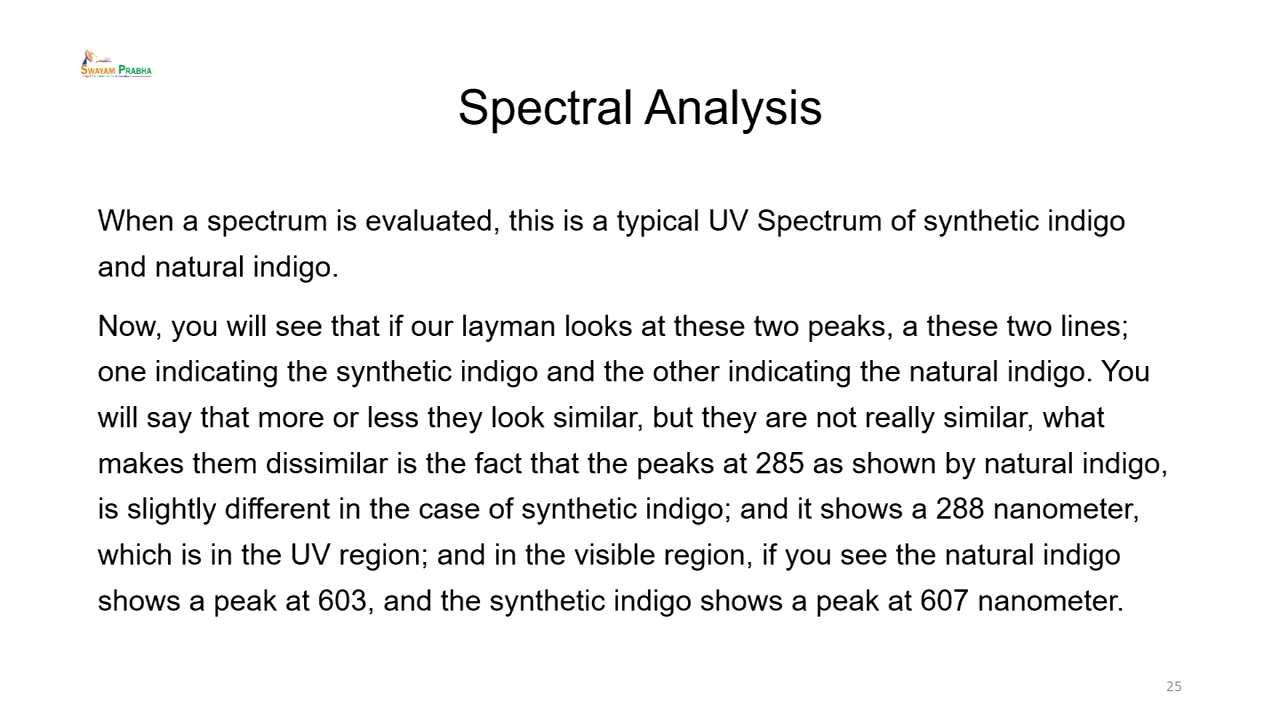 SWAYAM PRABHA
Spectral Analysis
When a spectrum is evaluated, this is a typical UV Spectrum of synthetic indigo
and natural indigo.
Now, you will see that if our layman looks at these two peaks, a these two lines;
one indicating the synthetic indigo and the other indicating the natural indigo. You
will say that more or less they look similar, but they are not really similar, what
makes them dissimilar is the fact that the peaks at 285 as shown by natural indigo,
is slightly different in the case of synthetic indigo; and it shows a 288 nanometer,
which is in the UV region; and in the visible region, if you see the natural indigo
shows a peak at 603, and the synthetic indigo shows a peak at 607 nanometer.
25